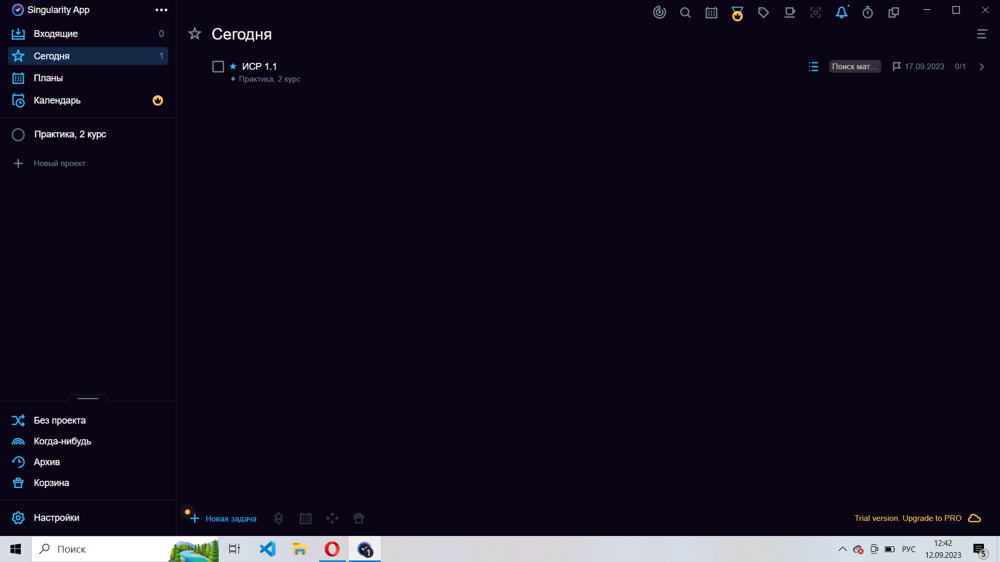 Singularity App
Входящие 0
Сегодня 1
Планы
Календарь
Практика, 2 курс
Новый проект
Без проекта
Когда-нибудь
Архив
Корзина
Настройки
Сегодня
ИСР 1.1
Практика, 2 курс
Поиск мат... 17.09.2023 0/1
Новая задача
Trial version. Upgrade to PRO
Поиск
1
РУС
12:42
12.09.2023
5